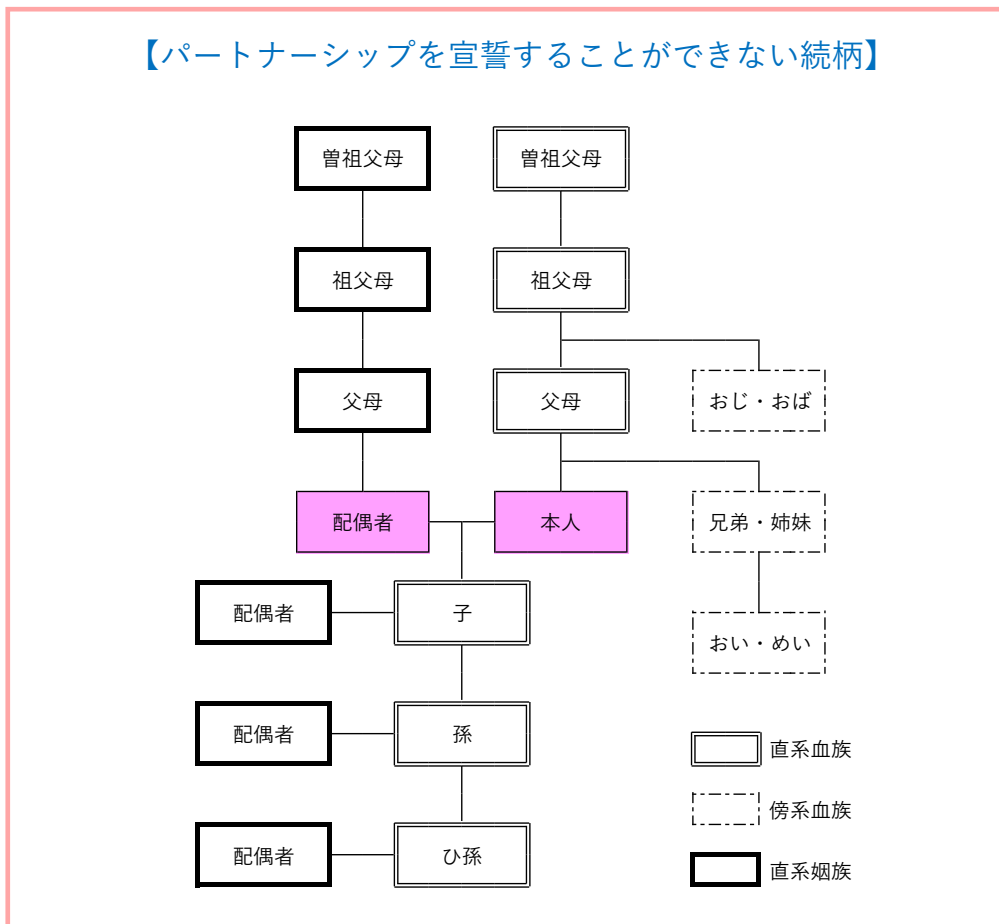 【パートナーシップを宣誓することができない続柄】
曽祖父母
曽祖父母
祖父母
祖父母
父母
父母
おじ・おば
配偶者
本人
兄弟・姉妹
配偶者
子
おい・めい
配偶者
孫
直系血族
傍系血族
配偶者
ひ孫
直系姻族